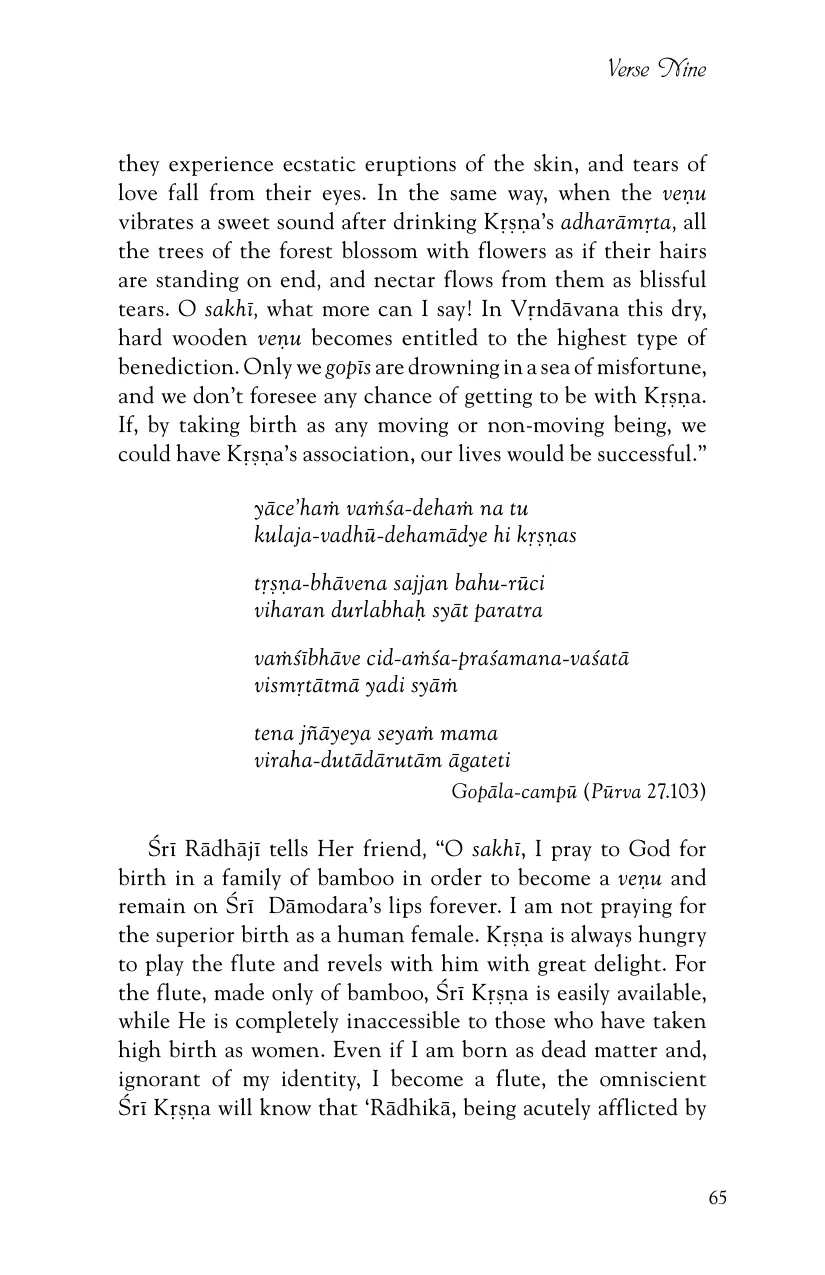 Verse Nine
they experience ecstatic eruptions of the skin, and tears of
love fall from their eyes. In the same way, when the veṇu
vibrates a sweet sound after drinking Kṛṣṇa’s adharāmṛta, all
the trees of the forest blossom with flowers as if their hairs
are standing on end, and nectar flows from them as blissful
tears. O sakhī, what more can I say! In Vṛndāvana this dry,
hard wooden veṇu becomes entitled to the highest type of
benediction. Only we gopīs are drowning in a sea of misfortune,
and we don’t foresee any chance of getting to be with Kṛṣṇa.
If, by taking birth as any moving or non-moving being, we
could have Kṛṣṇa’s association, our lives would be successful.”
yāce’haṁ vaṁśa-dehaṁ na tu
kulaja-vadhū-dehamādye hi kṛṣṇas
tṛṣṇa-bhāvena sajjan bahu-rūci
viharan durlabhaḥ syāt paratra
vaṁśībhāve cid-aṁśa-praśamana-vaśatā
vismṛtātmā yadi syāṁ
tena jñāyeya seyaṁ mama
viraha-dutādārutām āgateti
Gopāla-campū (Pūrva 27.103)
Śrī Rādhājī tells Her friend, “O sakhī, I pray to God for
birth in a family of bamboo in order to become a veṇu and
remain on Śrī Dāmodara’s lips forever. I am not praying for
the superior birth as a human female. Kṛṣṇa is always hungry
to play the flute and revels with him with great delight. For
the flute, made only of bamboo, Śrī Kṛṣṇa is easily available,
while He is completely inaccessible to those who have taken
high birth as women. Even if I am born as dead matter and,
ignorant of my identity, I become a flute, the omniscient
Śrī Kṛṣṇa will know that ‘Rādhikā, being acutely afflicted by
65